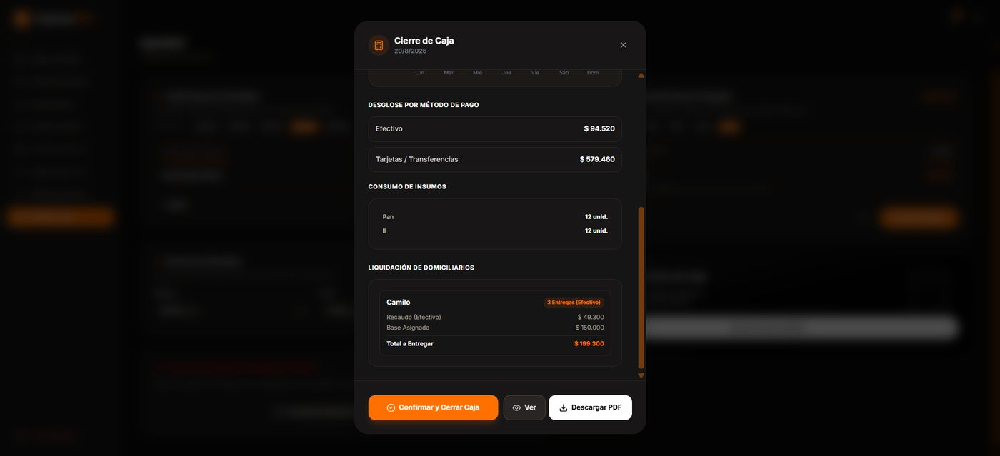 Cierre de Caja
20/8/2026
Lun Mar Mié Jue Vie Sáb Dom
DESGLOSE POR MÉTODO DE PAGO
Efectivo $ 94.520
Tarjetas / Transferencias $ 579.460
CONSUMO DE INSUMOS
Pan 12 unid.
ll 12 unid.
LIQUIDACIÓN DE DOMICILIARIOS
Camilo 3 Entregas (Efectivo)
Recaudo (Efectivo) $ 49.300
Base Asignada $ 150.000
Total a Entregar $ 199.300
Confirmar y Cerrar Caja Ver Descargar PDF